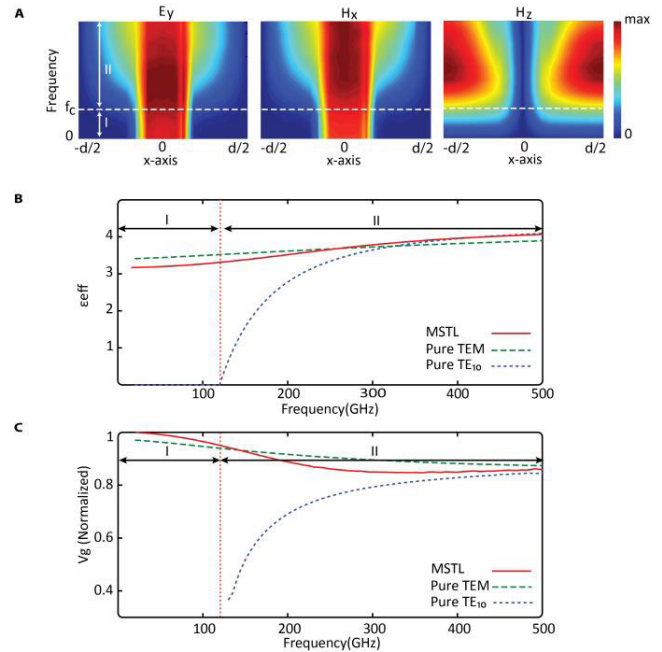 A
Ey
Hx
Hz
max
Frequency
II
fc
I
0
0
-d/2 0 d/2
x-axis
-d/2 0 d/2
x-axis
-d/2 0 d/2
x-axis
B
I II
4
3
2
1
εeff
MSTL
Pure TEM
Pure TE10
100 200 300 400 500
Frequency(GHz)
C
1
I II
0.8
0.6
0.4
Vg (Normalized)
MSTL
Pure TEM
Pure TE10
100 200 300 400 500
Frequency(GHz)